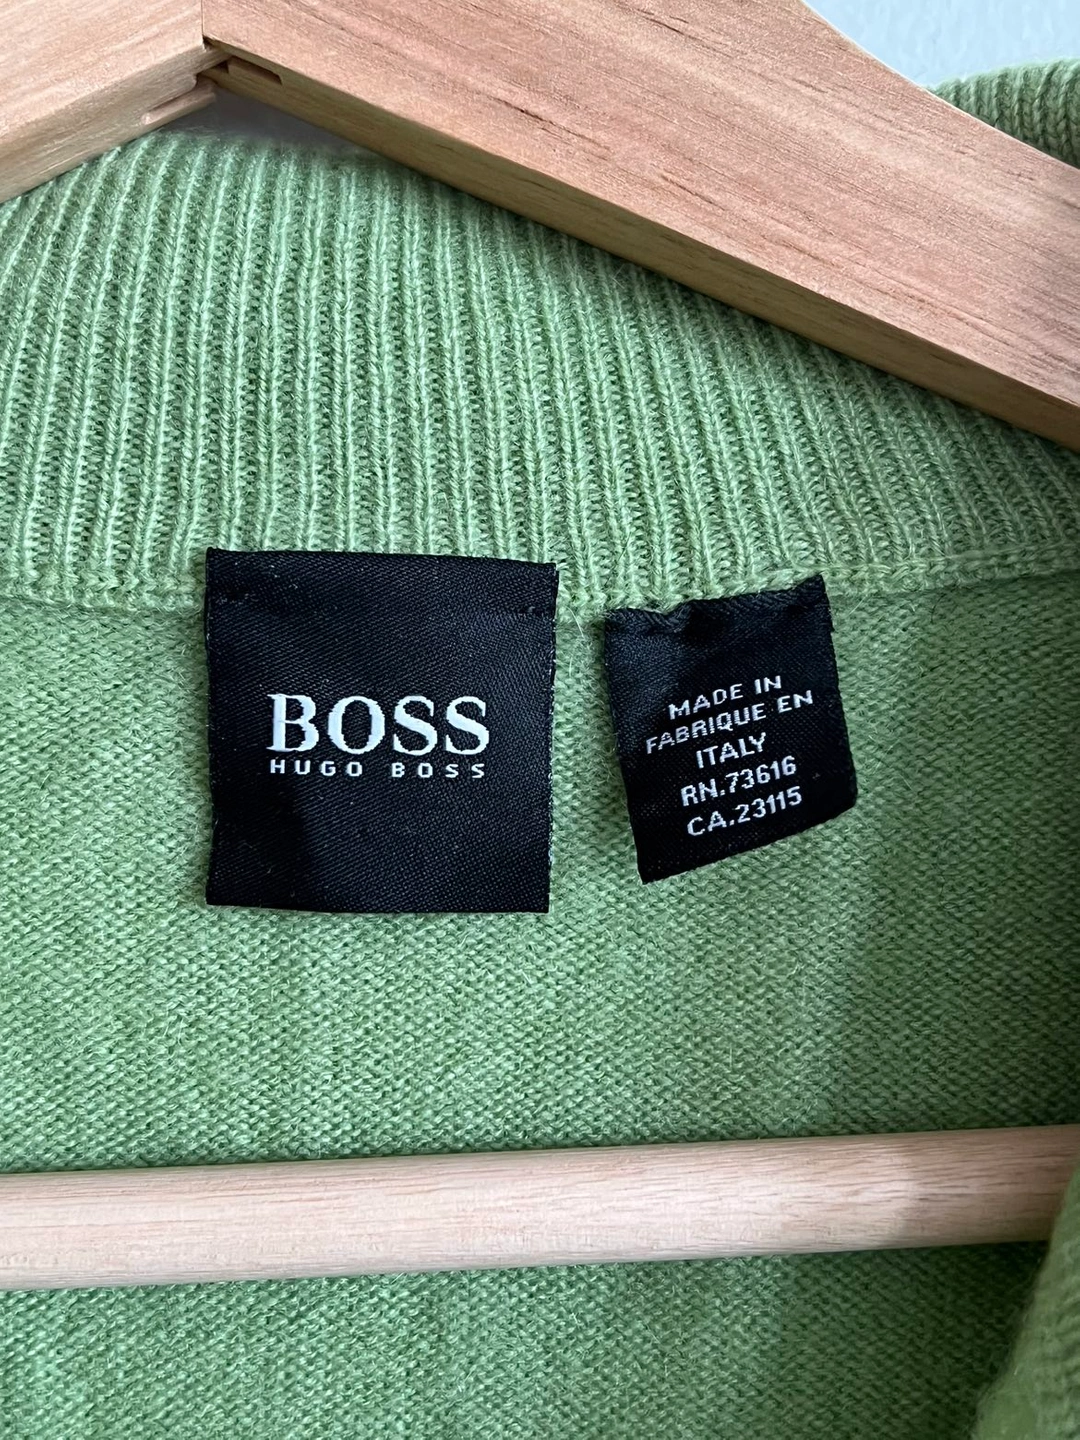 BOSS
HUGO BOSS
MADE IN
FABRIQUE EN
ITALY
RN.73616
CA.23115